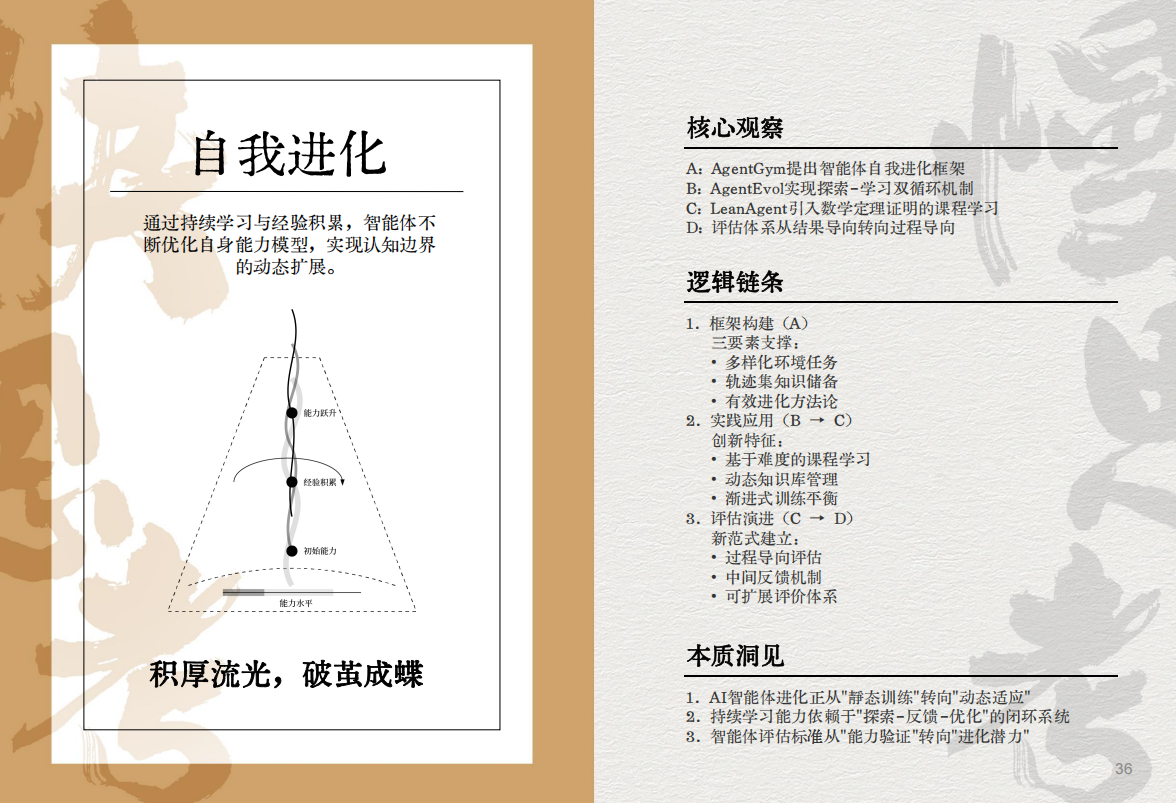 自我进化
通过持续学习与经验积累，智能体不
断优化自身能力模型，实现认知边界
的动态扩展。
能力跃升
经验积累
初始能力
能力水平
积厚流光，破茧成蝶
核心观察
A: AgentGym提出智能体自我进化框架
B: AgentEvol实现探索-学习双循环机制
C: LeanAgent引入数学定理证明的课程学习
D: 评估体系从结果导向转向过程导向
逻辑链条
1. 框架构建（A）
三要素支撑：
• 多样化环境任务
• 轨迹集知识储备
• 有效进化方法论
2. 实践应用（B → C）
创新特征：
• 基于难度的课程学习
• 动态知识库管理
• 渐进式训练平衡
3. 评估演进（C → D）
新范式建立：
• 过程导向评估
• 中间反馈机制
• 可扩展评价体系
本质洞见
1. AI智能体进化正从"静态训练"转向"动态适应"
2. 持续学习能力依赖于"探索-反馈-优化"的闭环系统
3. 智能体评估标准从"能力验证"转向"进化潜力"
36